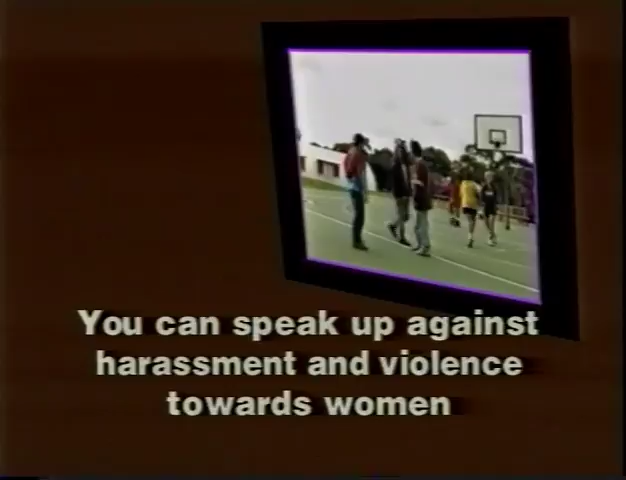 You can speak up against
harassment and violence
towards women